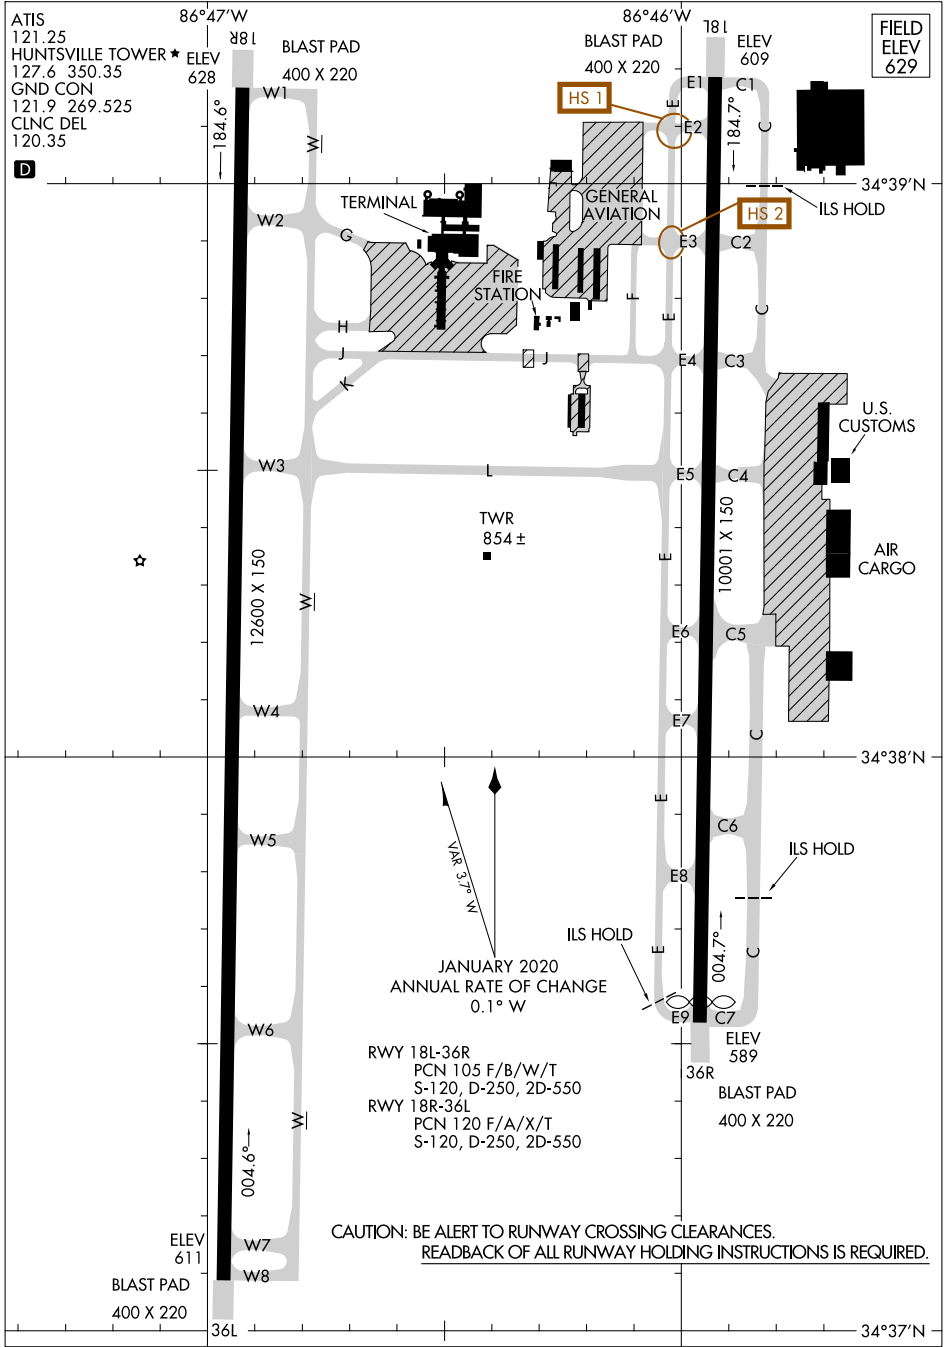 ATIS
121.25
HUNTSVILLE TOWER ★
127.6 350.35
GND CON
121.9 269.525
CLNC DEL
120.35
D
86°47'W
86°46'W
FIELD
ELEV
629
18R
ELEV
628
BLAST PAD
400 X 220
BLAST PAD
400 X 220
18L
ELEV
609
W1
184.6°
W
HS 1
E1
C1
E
E2
184.7°
C
34°39'N
TERMINAL
GENERAL
AVIATION
HS 2
ILS HOLD
W2
G
E3
C2
FIRE
STATION
F
E
C
H
J
J
K
E4
C3
U.S.
CUSTOMS
W3
L
E5
C4
TWR
854 ±
12600 X 150
10001 X 150
E
AIR
CARGO
W
E6
C5
W4
E7
C
34°38'N
VAR 3.7° W
E
W5
C6
ILS HOLD
E8
ILS HOLD
E
004.7°
C
JANUARY 2020
ANNUAL RATE OF CHANGE
0.1° W
E9
C7
W6
ELEV
589
36R
BLAST PAD
400 X 220
RWY 18L-36R
PCN 105 F/B/W/T
S-120, D-250, 2D-550
RWY 18R-36L
PCN 120 F/A/X/T
S-120, D-250, 2D-550
W
004.6°
CAUTION: BE ALERT TO RUNWAY CROSSING CLEARANCES.
READBACK OF ALL RUNWAY HOLDING INSTRUCTIONS IS REQUIRED.
ELEV
611
W7
W8
BLAST PAD
400 X 220
36L
34°37'N